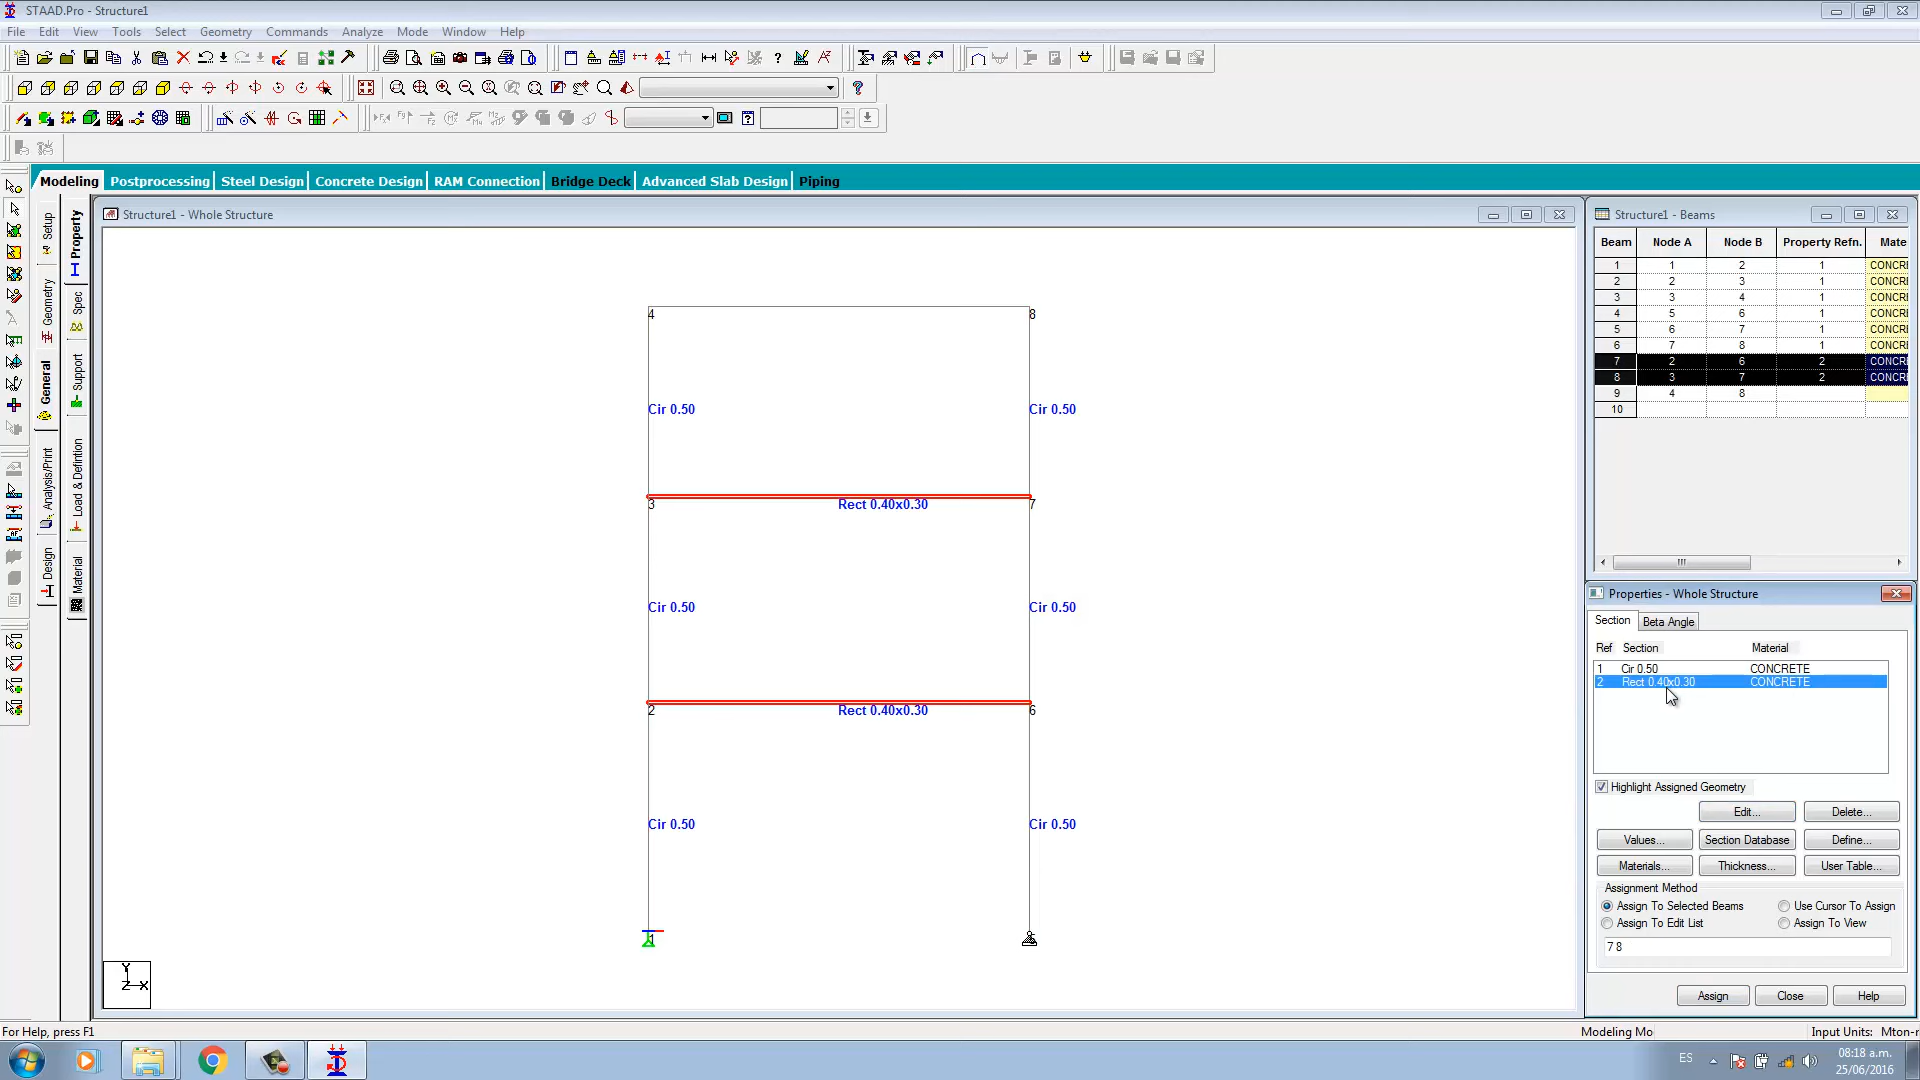 STAAD.Pro - Structure1
File Edit View Tools Select Geometry Commands Analyze Mode Window Help
Modeling Postprocessing Steel Design Concrete Design RAM Connection Bridge Deck Advanced Slab Design Piping
Setup
Geometry
General
Analysis/Print
Design
Property
Spec
Support
Load & Definition
Material
Structure1 - Whole Structure
4 8
Cir 0.50 Cir 0.50
3 Rect 0.40x0.30 7
Cir 0.50 Cir 0.50
2 Rect 0.40x0.30 6
Cir 0.50 Cir 0.50
1
Y
Z X
Structure1 - Beams
Beam Node A Node B Property Refn. Mate
1 1 2 1 CONCRE
2 2 3 1 CONCRE
3 3 4 1 CONCRE
4 5 6 1 CONCRE
5 6 7 1 CONCRE
6 7 8 1 CONCRE
7 2 6 2 CONCRE
8 3 7 2 CONCRE
9 4 8
10
Properties - Whole Structure
Section Beta Angle
Ref Section Material
1 Cir 0.50 CONCRETE
2 Rect 0.40x0.30 CONCRETE
Highlight Assigned Geometry
Edit... Delete...
Values... Section Database Define...
Materials... Thickness... User Table...
Assignment Method
Assign To Selected Beams Use Cursor To Assign
Assign To Edit List Assign To View
7 8
Assign Close Help
For Help, press F1 Modeling Mo Input Units: Mton-
ES 08:18 a.m.
25/06/2016